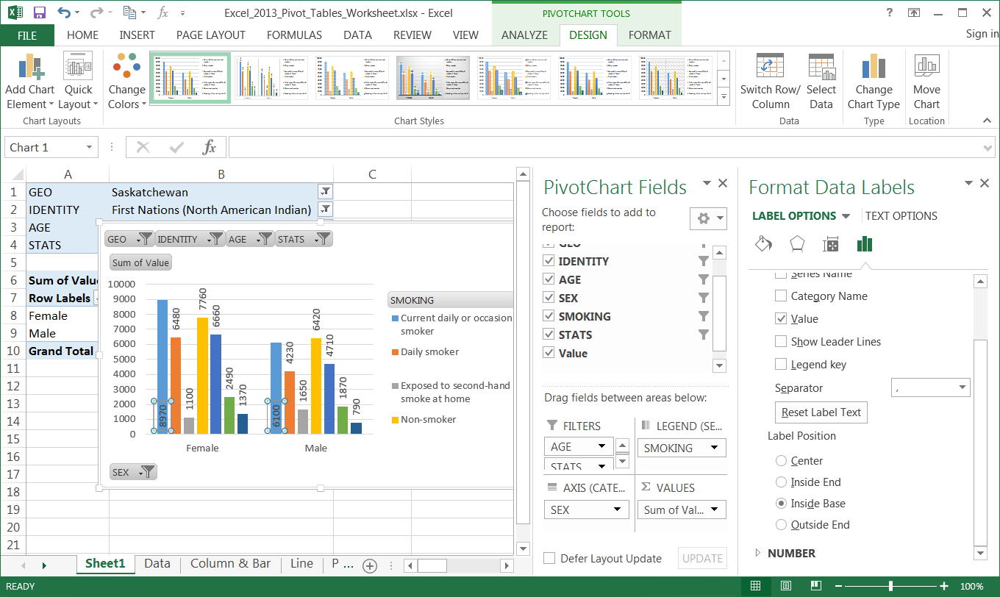 Excel_2013_Pivot_Tables_Worksheet.xlsx - Excel
PIVOTCHART TOOLS
?
FILE HOME INSERT PAGE LAYOUT FORMULAS DATA REVIEW VIEW ANALYZE DESIGN FORMAT Sign in
Add Chart Element
Quick Layout
Change Colors
Switch Row/ Column
Select Data
Change Chart Type
Move Chart
Chart Layouts Chart Styles Data Type Location
Chart 1
fx
A B C
1 GEO Saskatchewan
2 IDENTITY First Nations (North American Indian)
3 AGE
4 STATS
5
6 Sum of Valu
7 Row Labels
8 Female
9 Male
10 Grand Total
11
12
13
14
15
16
17
18
19
20
21
GEO IDENTITY AGE STATS
Sum of Value
10000
9000
8000
7000
6000
5000
4000
3000
2000
1000
0
8970 6480 1100 7760 6660 2490 1370
6100 4230 1650 6420 4710 1870 790
Female Male
SEX
SMOKING
Current daily or occasion
smoker
Daily smoker
Exposed to second-hand
smoke at home
Non-smoker
PivotChart Fields
Choose fields to add to
report:
GEO
IDENTITY
AGE
SEX
SMOKING
STATS
Value
Drag fields between areas below:
FILTERS LEGEND (SE...
AGE SMOKING
STATS
AXIS (CATE... Σ VALUES
SEX Sum of Val...
Defer Layout Update UPDATE
Format Data Labels
LABEL OPTIONS TEXT OPTIONS
Series Name
Category Name
Value
Show Leader Lines
Legend key
Separator ,
Reset Label Text
Label Position
Center
Inside End
Inside Base
Outside End
NUMBER
Sheet1 Data Column & Bar Line P ...
READY 100%